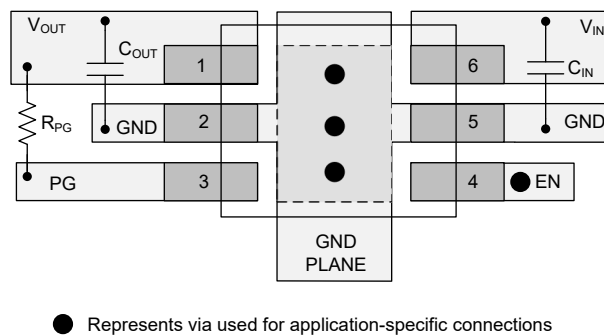 VOUT
COUT
1
RPG
GND
2
PG
3
GND
PLANE
VIN
CIN
6
5
GND
4
EN
Represents via used for application-specific connections